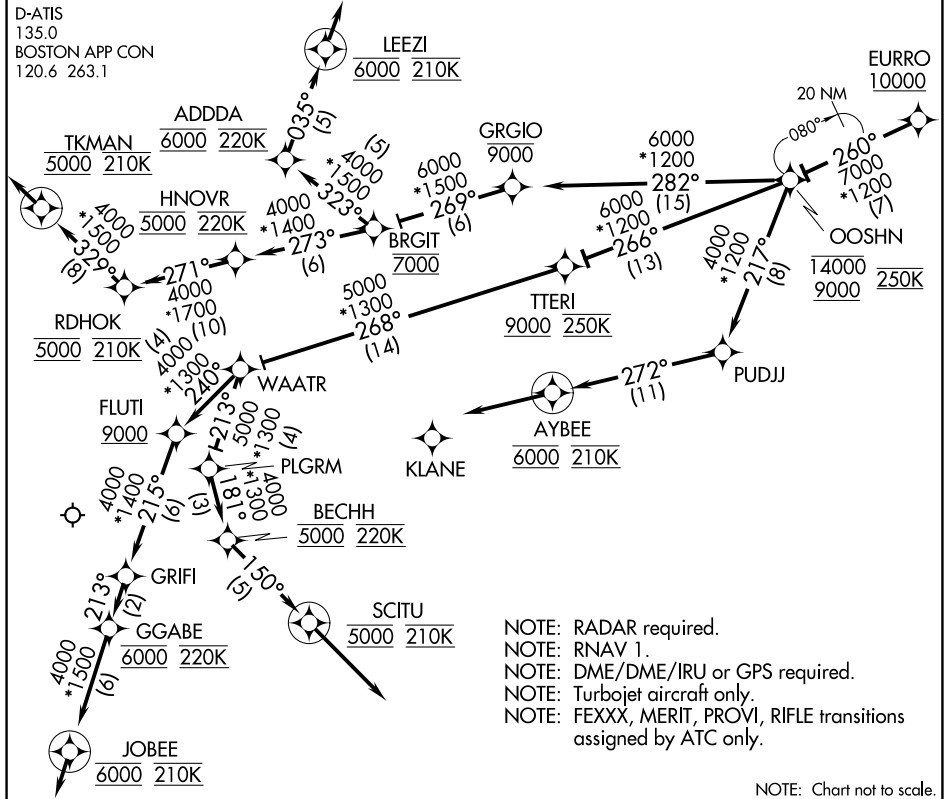 D-ATIS
135.0
BOSTON APP CON
120.6 263.1
LEEZI
6000 210K
035°
(5)
ADDDA
6000 220K
EURRO
10000
20 NM
080°
260°
7000
*1200
(7)
GRGIO
9000
6000
*1200
282°
(15)
TKMAN
5000 210K
4000
*1500
329°
(8)
HNOVR
5000 220K
(5)
4000
*1500
323°
6000
*1500
269°
(6)
4000
*1400
273°
(6)
BRGIT
7000
OOSHN
14000
9000 250K
6000
*1200
266°
(13)
4000
*1200
217°
(8)
271°
4000
*1700
(10)
RDHOK
5000 210K
TTERI
9000 250K
5000
*1300
268°
(14)
(4)
4000
*1300
240°
WAATR
PUDJJ
272°
(11)
AYBEE
6000 210K
KLANE
FLUTI
9000
213°
5000
*1300
(4)
PLGRM
4000
*1300
181°
(3)
4000
*1400
215°
(6)
BECHH
5000 220K
150°
(5)
GRIFI
213°
(2)
GGABE
6000 220K
SCITU
5000 210K
4000
*1500
(6)
JOBEE
6000 210K
NOTE: RADAR required.
NOTE: RNAV 1.
NOTE: DME/DME/IRU or GPS required.
NOTE: Turbojet aircraft only.
NOTE: FEXXX, MERIT, PROVI, RIFLE transitions
assigned by ATC only.
NOTE: Chart not to scale.